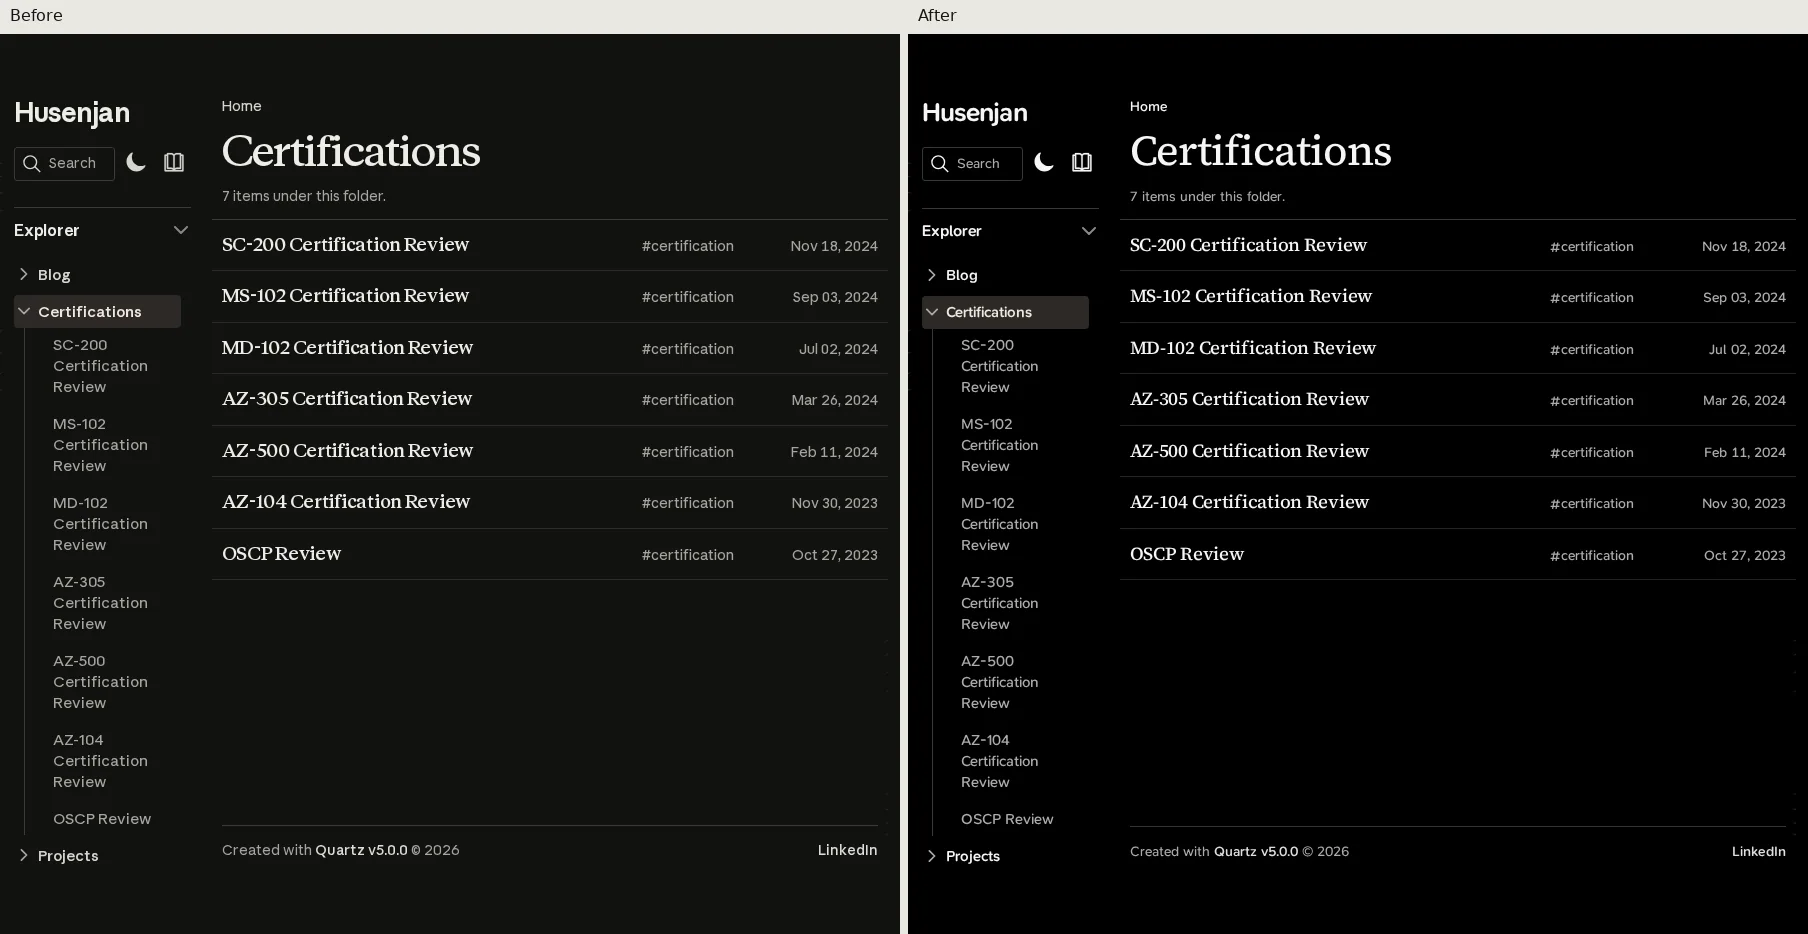 Before
Husenjan
Search
Explorer
Blog
Certifications
SC-200
Certification
Review
MS-102
Certification
Review
MD-102
Certification
Review
AZ-305
Certification
Review
AZ-500
Certification
Review
AZ-104
Certification
Review
OSCP Review
Projects
Home
Certifications
7 items under this folder.
SC-200 Certification Review #certification Nov 18, 2024
MS-102 Certification Review #certification Sep 03, 2024
MD-102 Certification Review #certification Jul 02, 2024
AZ-305 Certification Review #certification Mar 26, 2024
AZ-500 Certification Review #certification Feb 11, 2024
AZ-104 Certification Review #certification Nov 30, 2023
OSCP Review #certification Oct 27, 2023
Created with Quartz v5.0.0 © 2026 LinkedIn
After
Husenjan
Search
Explorer
Blog
Certifications
SC-200
Certification
Review
MS-102
Certification
Review
MD-102
Certification
Review
AZ-305
Certification
Review
AZ-500
Certification
Review
AZ-104
Certification
Review
OSCP Review
Projects
Home
Certifications
7 items under this folder.
SC-200 Certification Review #certification Nov 18, 2024
MS-102 Certification Review #certification Sep 03, 2024
MD-102 Certification Review #certification Jul 02, 2024
AZ-305 Certification Review #certification Mar 26, 2024
AZ-500 Certification Review #certification Feb 11, 2024
AZ-104 Certification Review #certification Nov 30, 2023
OSCP Review #certification Oct 27, 2023
Created with Quartz v5.0.0 © 2026 LinkedIn